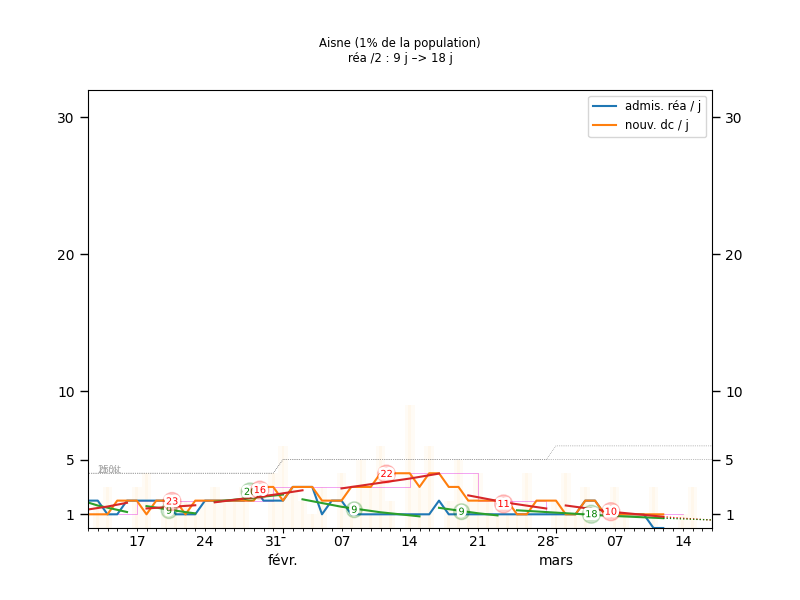 Aisne (1% de la population)
réa /2 : 9 j –> 18 j
admis. réa / j
nouv. dc / j
30 30
20 20
10 10
5 5
1 1
22
23 9 16 9 9 11 18 10
17 24 31- 07 14 21 28- 07 14
févr. mars